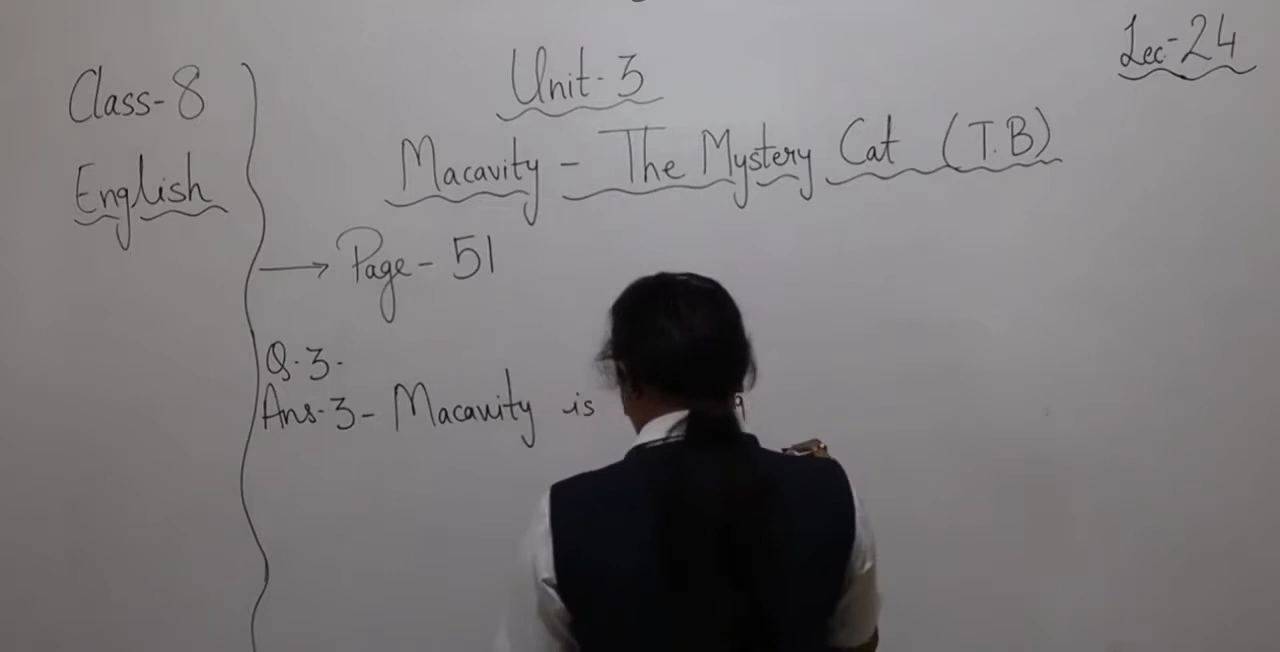 Class-8
English
Unit-3
Lec-24
Macavity - The Mystery Cat (T.B)
→ Page-51
Q.3-
Ans.3- Macavity is